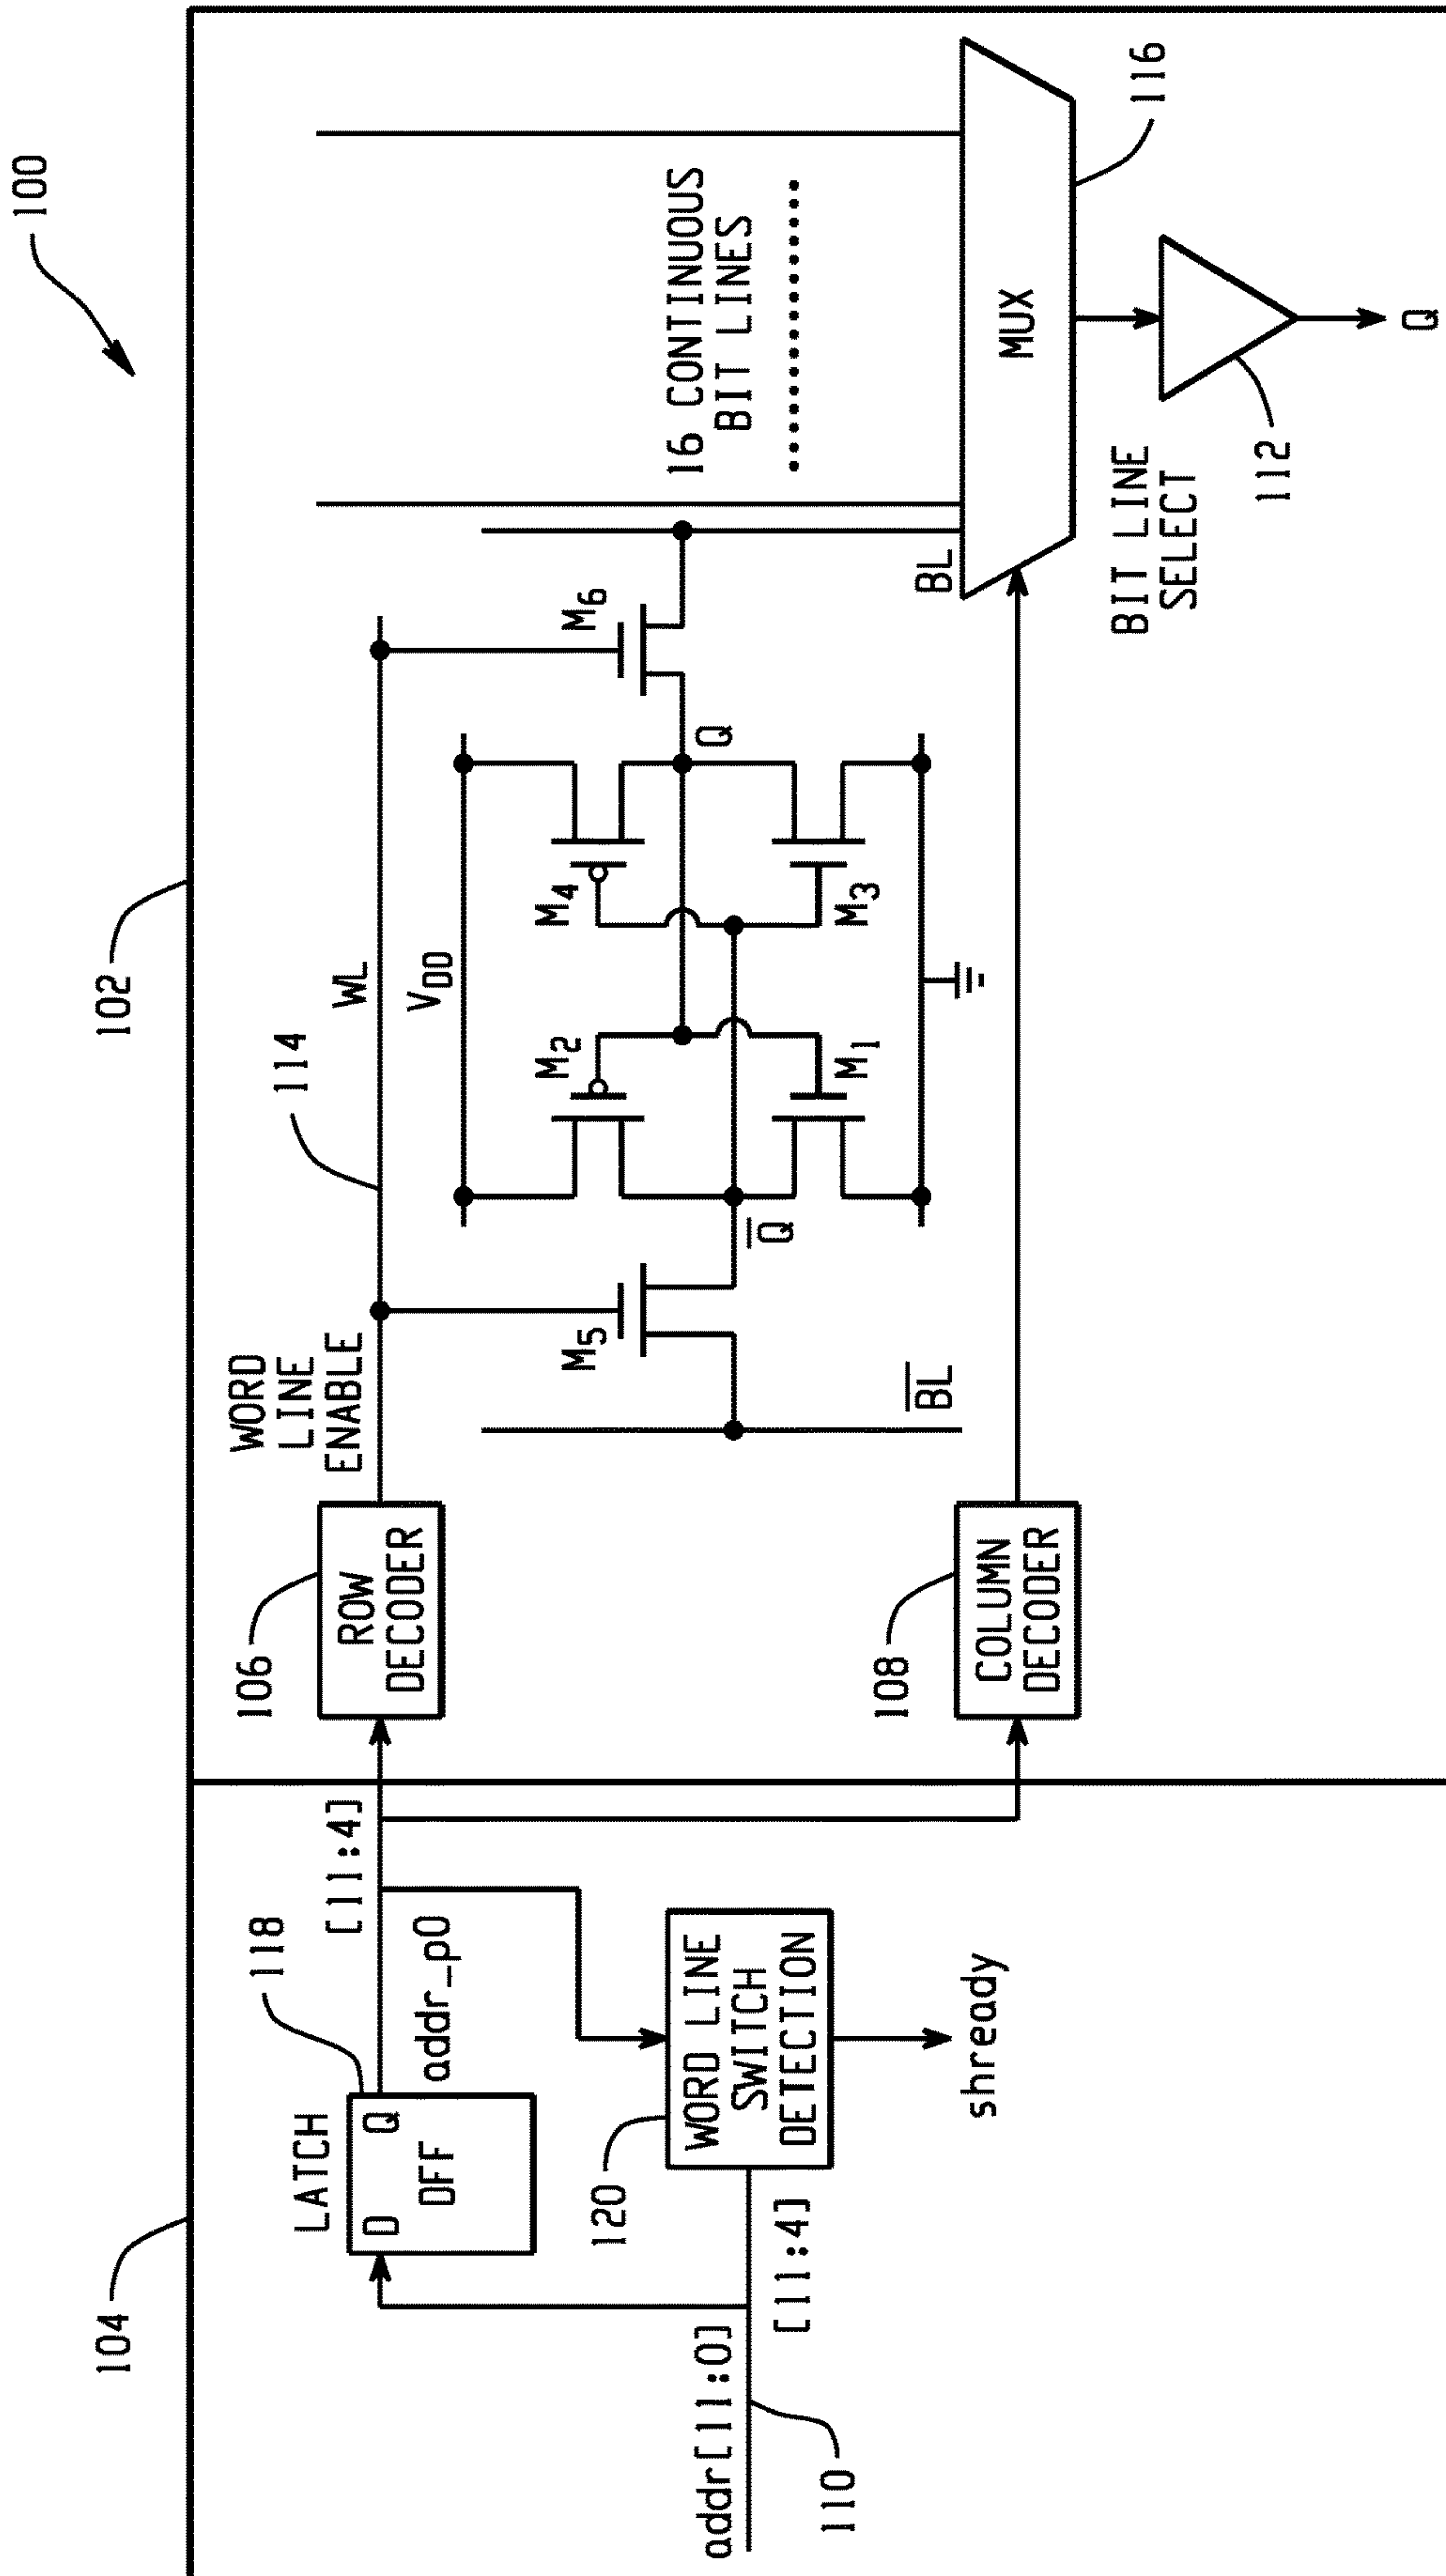 100
102
104
114
WORD
LINE
ENABLE
WL
VDD
106
ROW
DECODER
[11:4]
118
LATCH
D Q
DFF
addr_p0
M5
M2
M4
M6
M1
M3
Q
Q
BL
BL
16 CONTINUOUS
BIT LINES
120
WORD LINE
SWITCH
DETECTION
shready
addr[11:0]
[11:4]
110
108
COLUMN
DECODER
MUX
116
BIT LINE
SELECT
112
Q